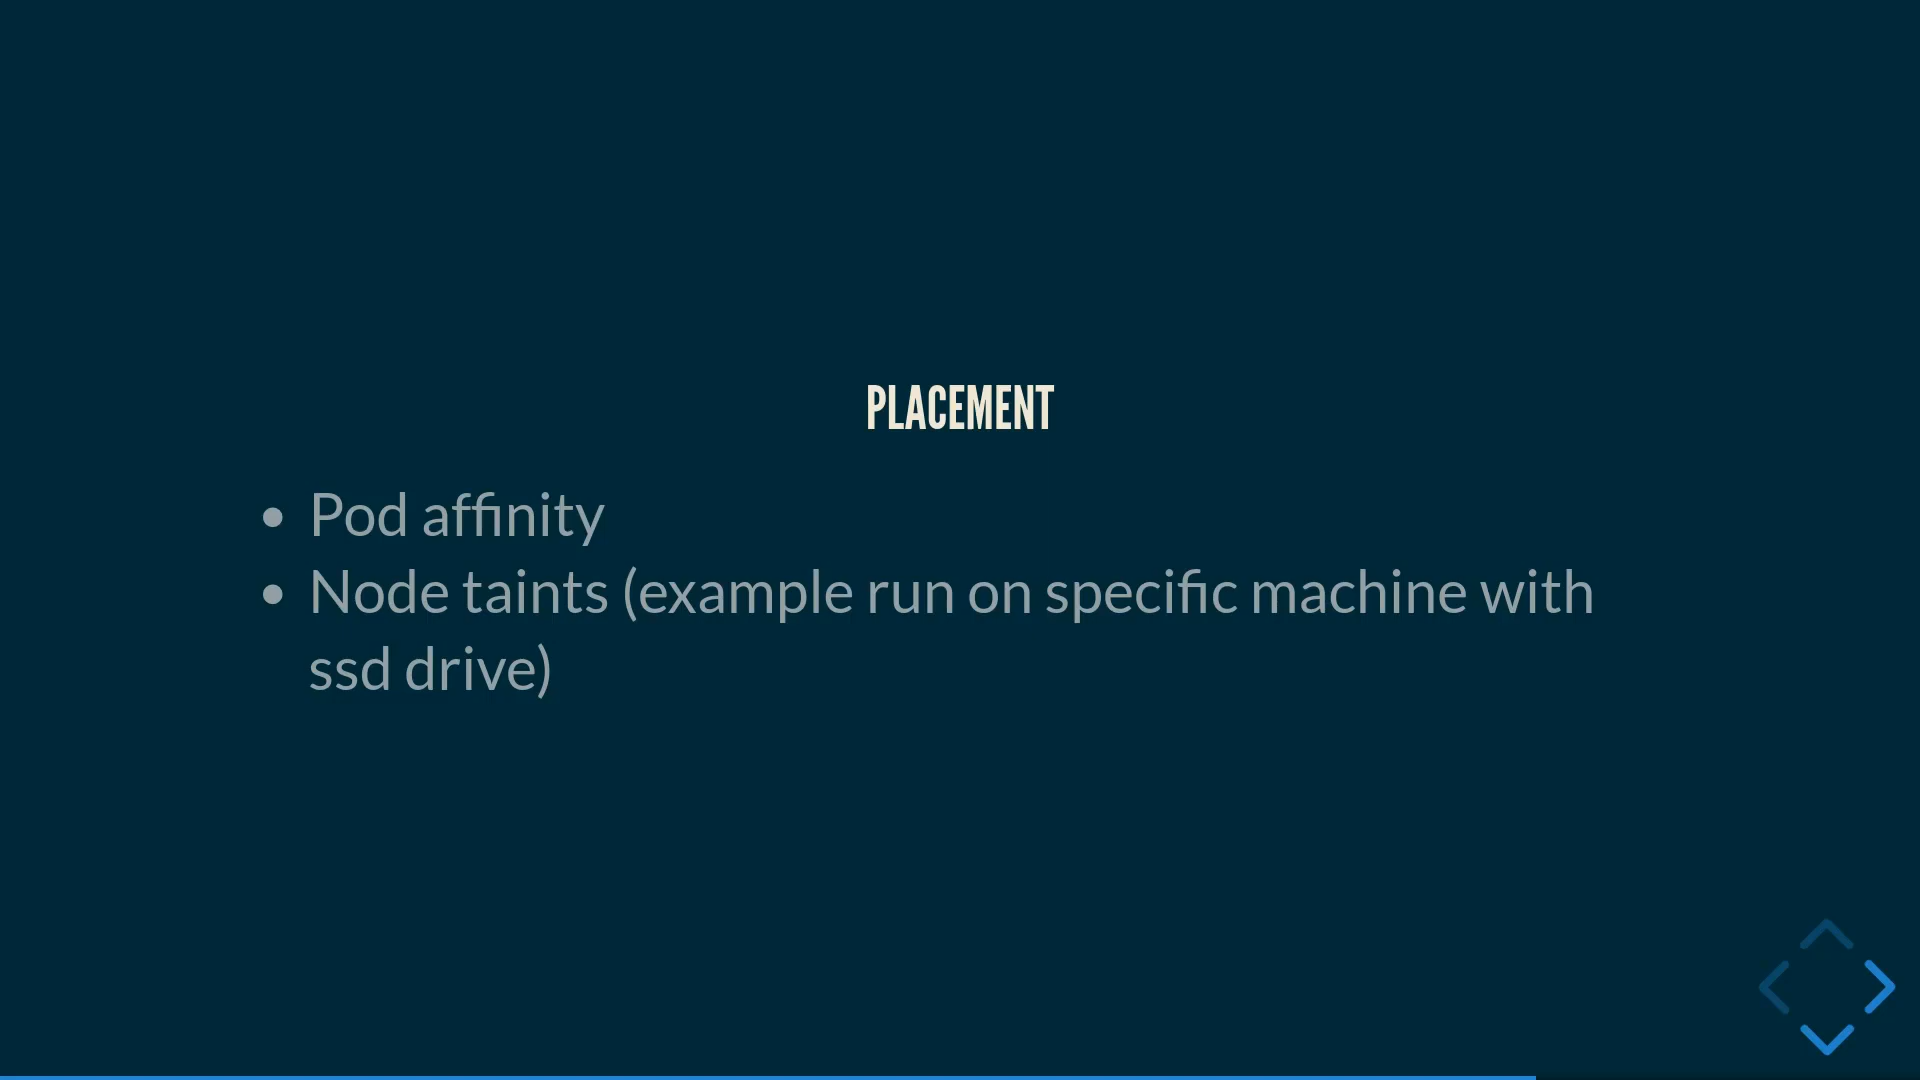 PLACEMENT
• Pod affinity
• Node taints (example run on specific machine with
ssd drive)